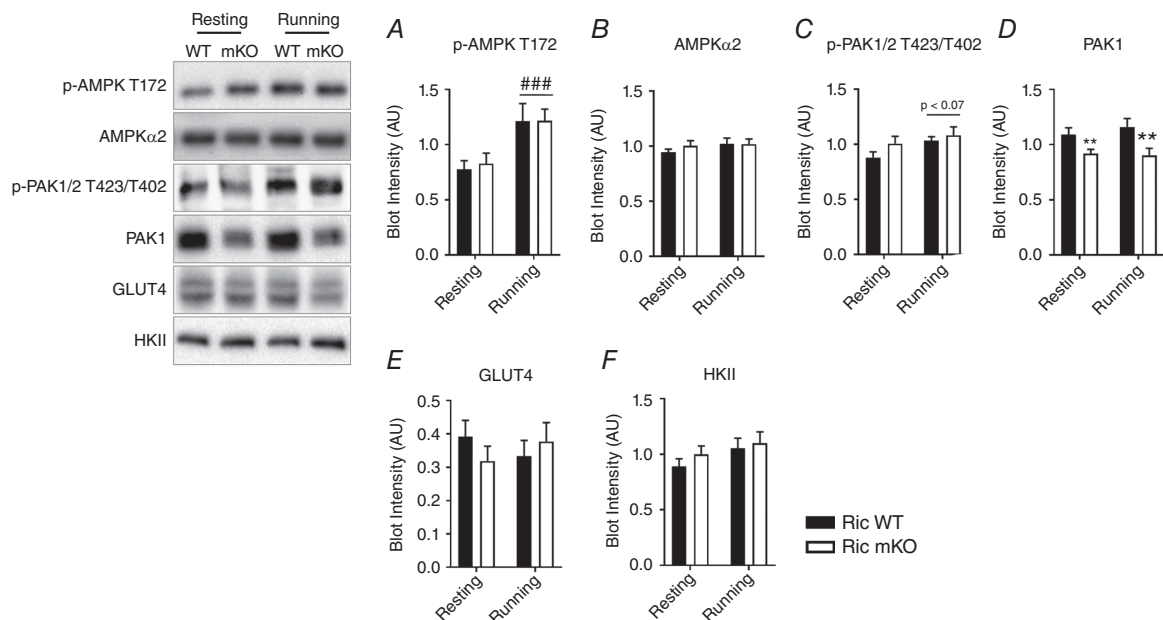 Resting Running
WT mKO WT mKO
p-AMPK T172
AMPKα2
p-PAK1/2 T423/T402
PAK1
GLUT4
HKII
A
p-AMPK T172
Blot Intensity (AU)
1.5
1.0
0.5
0.0
###
Resting
Running
B
AMPKα2
Blot Intensity (AU)
1.5
1.0
0.5
0.0
Resting
Running
C
p-PAK1/2 T423/T402
Blot Intensity (AU)
1.5
1.0
0.5
0.0
p < 0.07
Resting
Running
D
PAK1
Blot Intensity (AU)
1.5
1.0
0.5
0.0
**
**
Resting
Running
E
GLUT4
Blot Intensity (AU)
0.5
0.4
0.3
0.2
0.1
0.0
Resting
Running
F
HKII
Blot Intensity (AU)
1.5
1.0
0.5
0.0
Resting
Running
Ric WT
Ric mKO